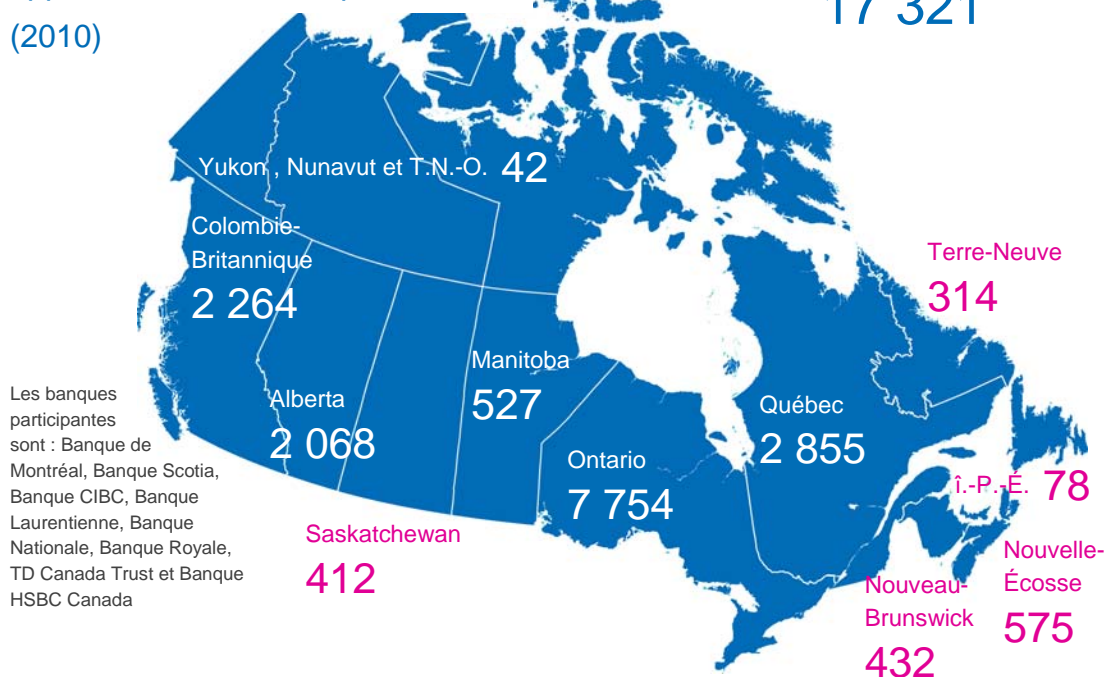 (2010)
17 321
Yukon , Nunavut et T.N.-O. 42
Colombie-
Britannique
2 264
Terre-Neuve
314
Manitoba
527
Alberta
2 068
Québec
2 855
Ontario
7 754
Les banques
participantes
sont : Banque de
Montréal, Banque Scotia,
Banque CIBC, Banque
Laurentienne, Banque
Nationale, Banque Royale,
TD Canada Trust et Banque
HSBC Canada
Saskatchewan
412
î.-P.-É. 78
Nouvelle-
Écosse
575
Nouveau-
Brunswick
432